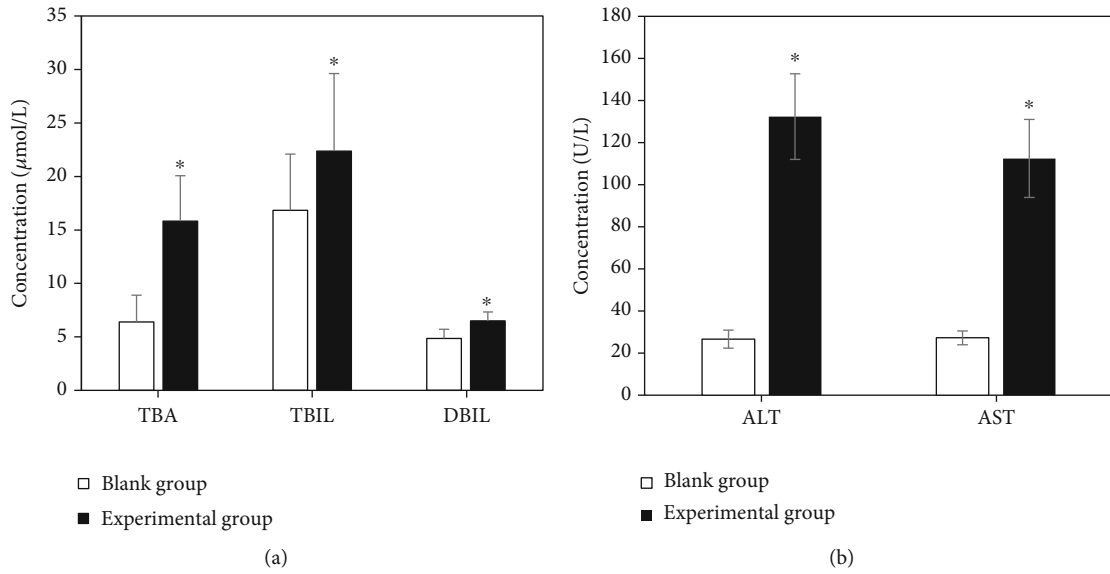 Concentration (μmol/L)
35
30
25
20
15
10
5
0
*
*
*
TBA TBIL DBIL
Blank group
Experimental group
(a)
Concentration (U/L)
180
160
140
120
100
80
60
40
20
0
*
*
ALT AST
Blank group
Experimental group
(b)